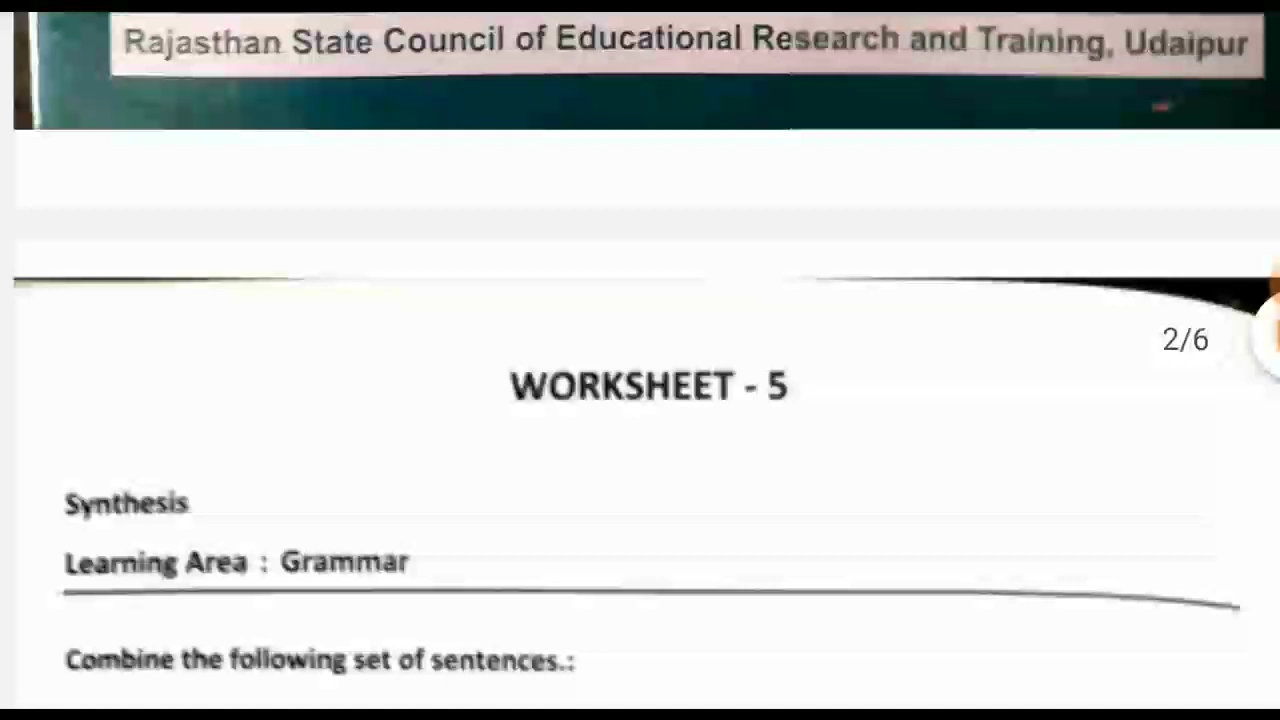 Rajasthan State Council of Educational Research and Training, Udaipur
2/6
WORKSHEET - 5
Synthesis
Learning Area : Grammar
Combine the following set of sentences.: